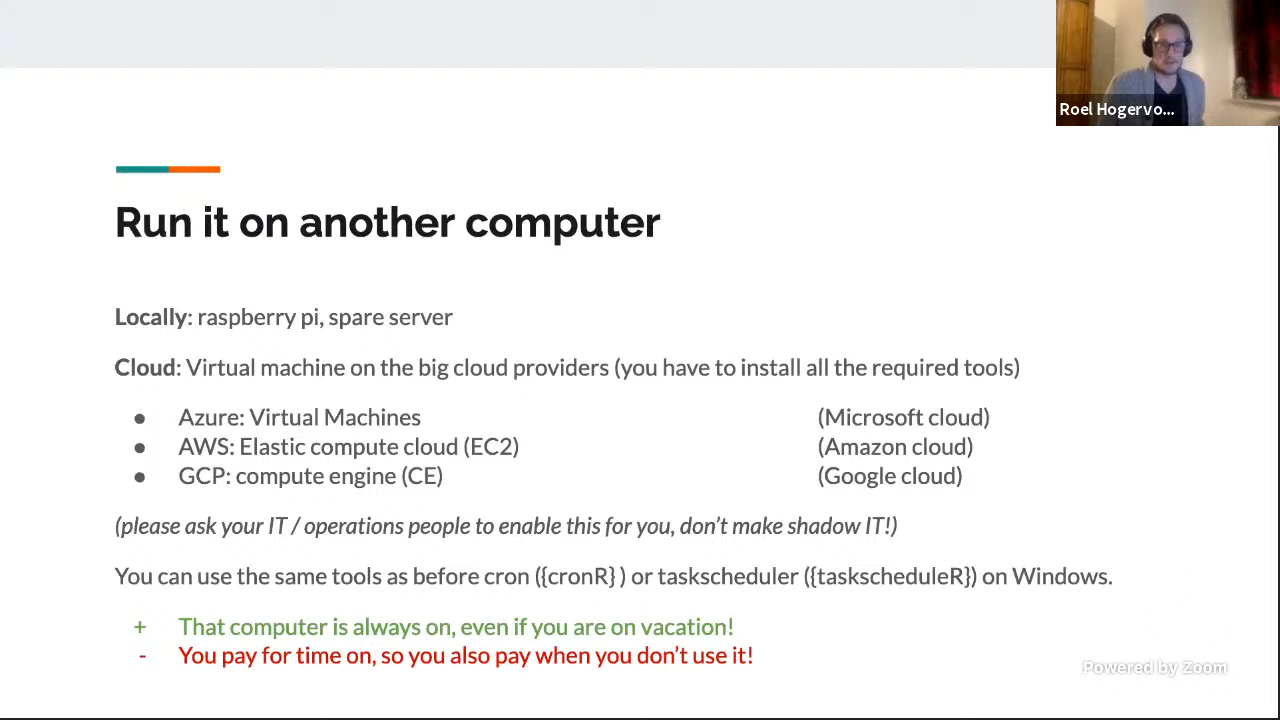 Roel Hogervo...
Run it on another computer
Locally: raspberry pi, spare server
Cloud: Virtual machine on the big cloud providers (you have to install all the required tools)
● Azure: Virtual Machines (Microsoft cloud)
● AWS: Elastic compute cloud (EC2) (Amazon cloud)
● GCP: compute engine (CE) (Google cloud)
(please ask your IT / operations people to enable this for you, don't make shadow IT!)
You can use the same tools as before cron ({cronR} ) or taskscheduler ({taskscheduleR}) on Windows.
+ That computer is always on, even if you are on vacation!
- You pay for time on, so you also pay when you don't use it!
Powered by Zoom